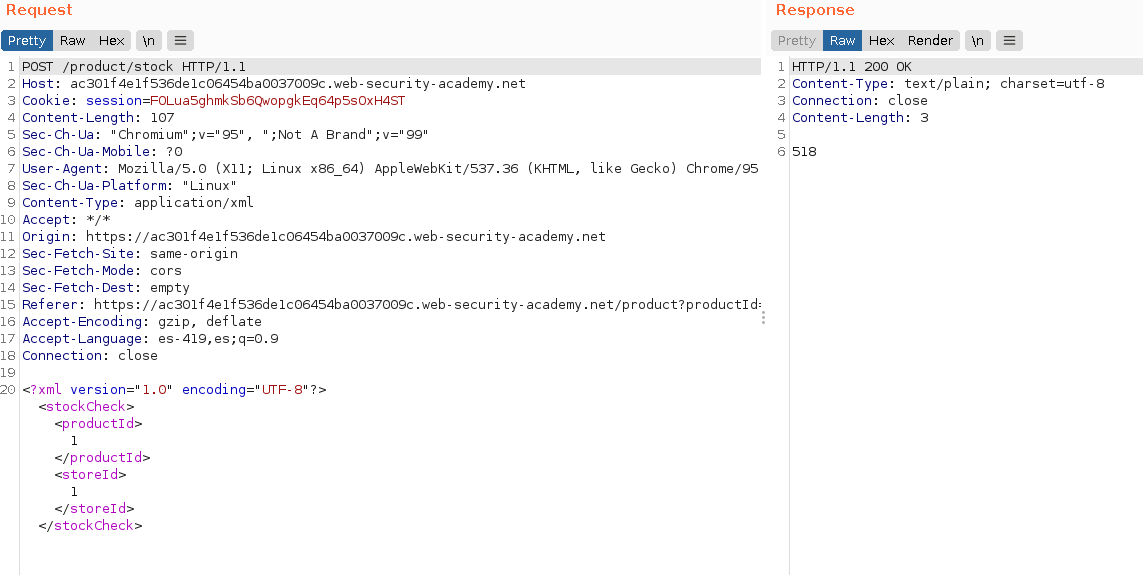 Request
Pretty Raw Hex \n ≡
1 POST /product/stock HTTP/1.1
2 Host: ac301f4e1f536de1c06454ba0037009c.web-security-academy.net
3 Cookie: session=FOLua5ghmkSb6QwopgkEq64p5sOxH4ST
4 Content-Length: 107
5 Sec-Ch-Ua: "Chromium";v="95", ";Not A Brand";v="99"
6 Sec-Ch-Ua-Mobile: ?0
7 User-Agent: Mozilla/5.0 (X11; Linux x86_64) AppleWebKit/537.36 (KHTML, like Gecko) Chrome/95
8 Sec-Ch-Ua-Platform: "Linux"
9 Content-Type: application/xml
10 Accept: */*
11 Origin: https://ac301f4e1f536de1c06454ba0037009c.web-security-academy.net
12 Sec-Fetch-Site: same-origin
13 Sec-Fetch-Mode: cors
14 Sec-Fetch-Dest: empty
15 Referer: https://ac301f4e1f536de1c06454ba0037009c.web-security-academy.net/product?productId=
16 Accept-Encoding: gzip, deflate
17 Accept-Language: es-419,es;q=0.9
18 Connection: close
19
20 <?xml version="1.0" encoding="UTF-8"?>
<stockCheck>
<productId>
1
</productId>
<storeId>
1
</storeId>
</stockCheck>
Response
Pretty Raw Hex Render \n ≡
1 HTTP/1.1 200 OK
2 Content-Type: text/plain; charset=utf-8
3 Connection: close
4 Content-Length: 3
5
6 518